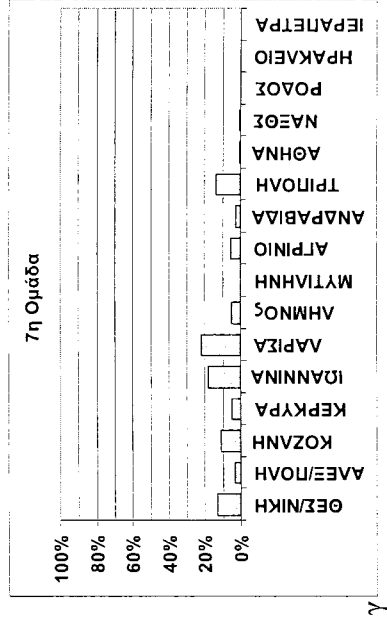 7η Ομάδα
100%
80%
60%
40%
20%
0%
ΘΕΣ/ΝΙΚΗ
ΑΛΕΞ/ΠΟΛΗ
ΚΟΖΑΝΗ
ΚΕΡΚΥΡΑ
ΙΩΑΝΝΙΝΑ
ΛΑΡΙΣΑ
ΛΗΜΝΟς
ΜΥΤΙΛΗΝΗ
ΑΓΡΙΝΙΟ
ΑΝΔΡΑΒΙΔΑ
ΤΡΙΠΟΛΗ
ΑΘΗΝΑ
ΝΑΞΟΣ
ΡΟΔΟΣ
ΗΡΑΚΛΕΙΟ
ΙΕΡΑΠΕΤΡΑ
γ